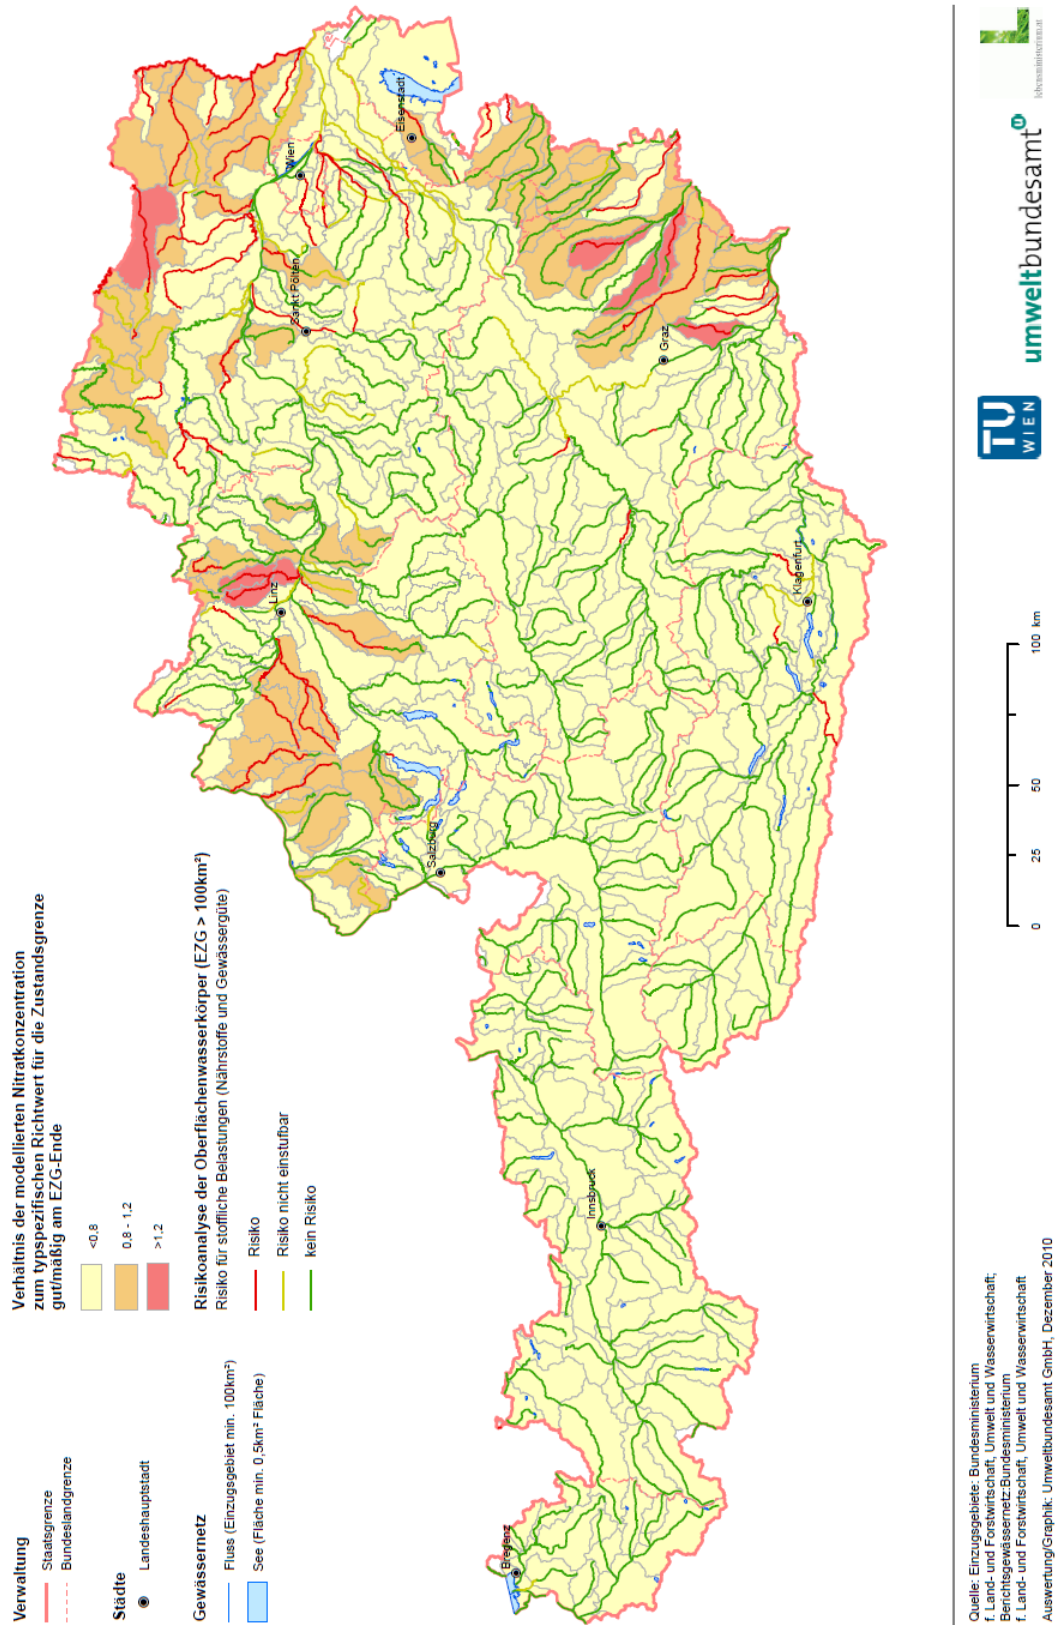 Verwaltung
Staatsgrenze
Bundeslandgrenze
Städte
Landeshauptstadt
Gewässernetz
Fluss (Einzugsgebiet min. 100km²)
See (Fläche min. 0,5km² Fläche)
Verhältnis der modellierten Nitratkonzentration
zum typspezifischen Richtwert für die Zustandsgrenze
gut/mäßig am EZG-Ende
<0,8
0,8 - 1,2
>1,2
Risikoanalyse der Oberflächenwasserkörper (EZG > 100km²)
Risiko für stoffliche Belastungen (Nährstoffe und Gewässergüte)
Risiko
Risiko nicht einstufbar
kein Risiko
Linz
Sankt Pölten
Wien
Eisenstadt
Salzburg
Bregenz
Innsbruck
Graz
Klagenfurt
0 25 50 100 km
Quelle: Einzugsgebiete: Bundesministerium
f. Land- und Forstwirtschaft, Umwelt und Wasserwirtschaft;
Berichtsgewässernetz:Bundesministerium
f. Land- und Forstwirtschaft, Umwelt und Wasserwirtschaft
Auswertung/Graphik: Umweltbundesamt GmbH, Dezember 2010
TU
WIEN
umweltbundesamt U
lebensministerium.at